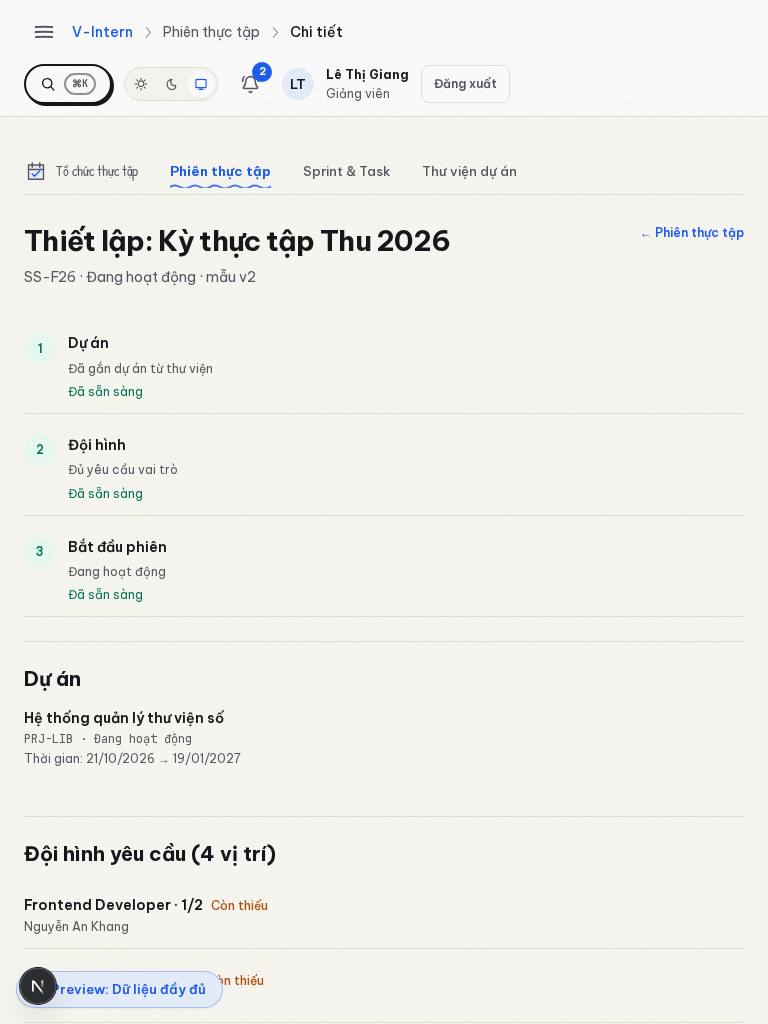 V-Intern > Phiên thực tập > Chi tiết
⌘K
2
LT
Lê Thị Giang
Giảng viên
Đăng xuất
Tổ chức thực tập
Phiên thực tập
Sprint & Task
Thư viện dự án
Thiết lập: Kỳ thực tập Thu 2026
← Phiên thực tập
SS-F26 · Đang hoạt động · mẫu v2
1
Dự án
Đã gắn dự án từ thư viện
Đã sẵn sàng
2
Đội hình
Đủ yêu cầu vai trò
Đã sẵn sàng
3
Bắt đầu phiên
Đang hoạt động
Đã sẵn sàng
Dự án
Hệ thống quản lý thư viện số
PRJ-LIB · Đang hoạt động
Thời gian: 21/10/2026 → 19/01/2027
Đội hình yêu cầu (4 vị trí)
Frontend Developer · 1/2 Còn thiếu
Nguyễn An Khang
thiếu
N
Preview: Dữ liệu đầy đủ